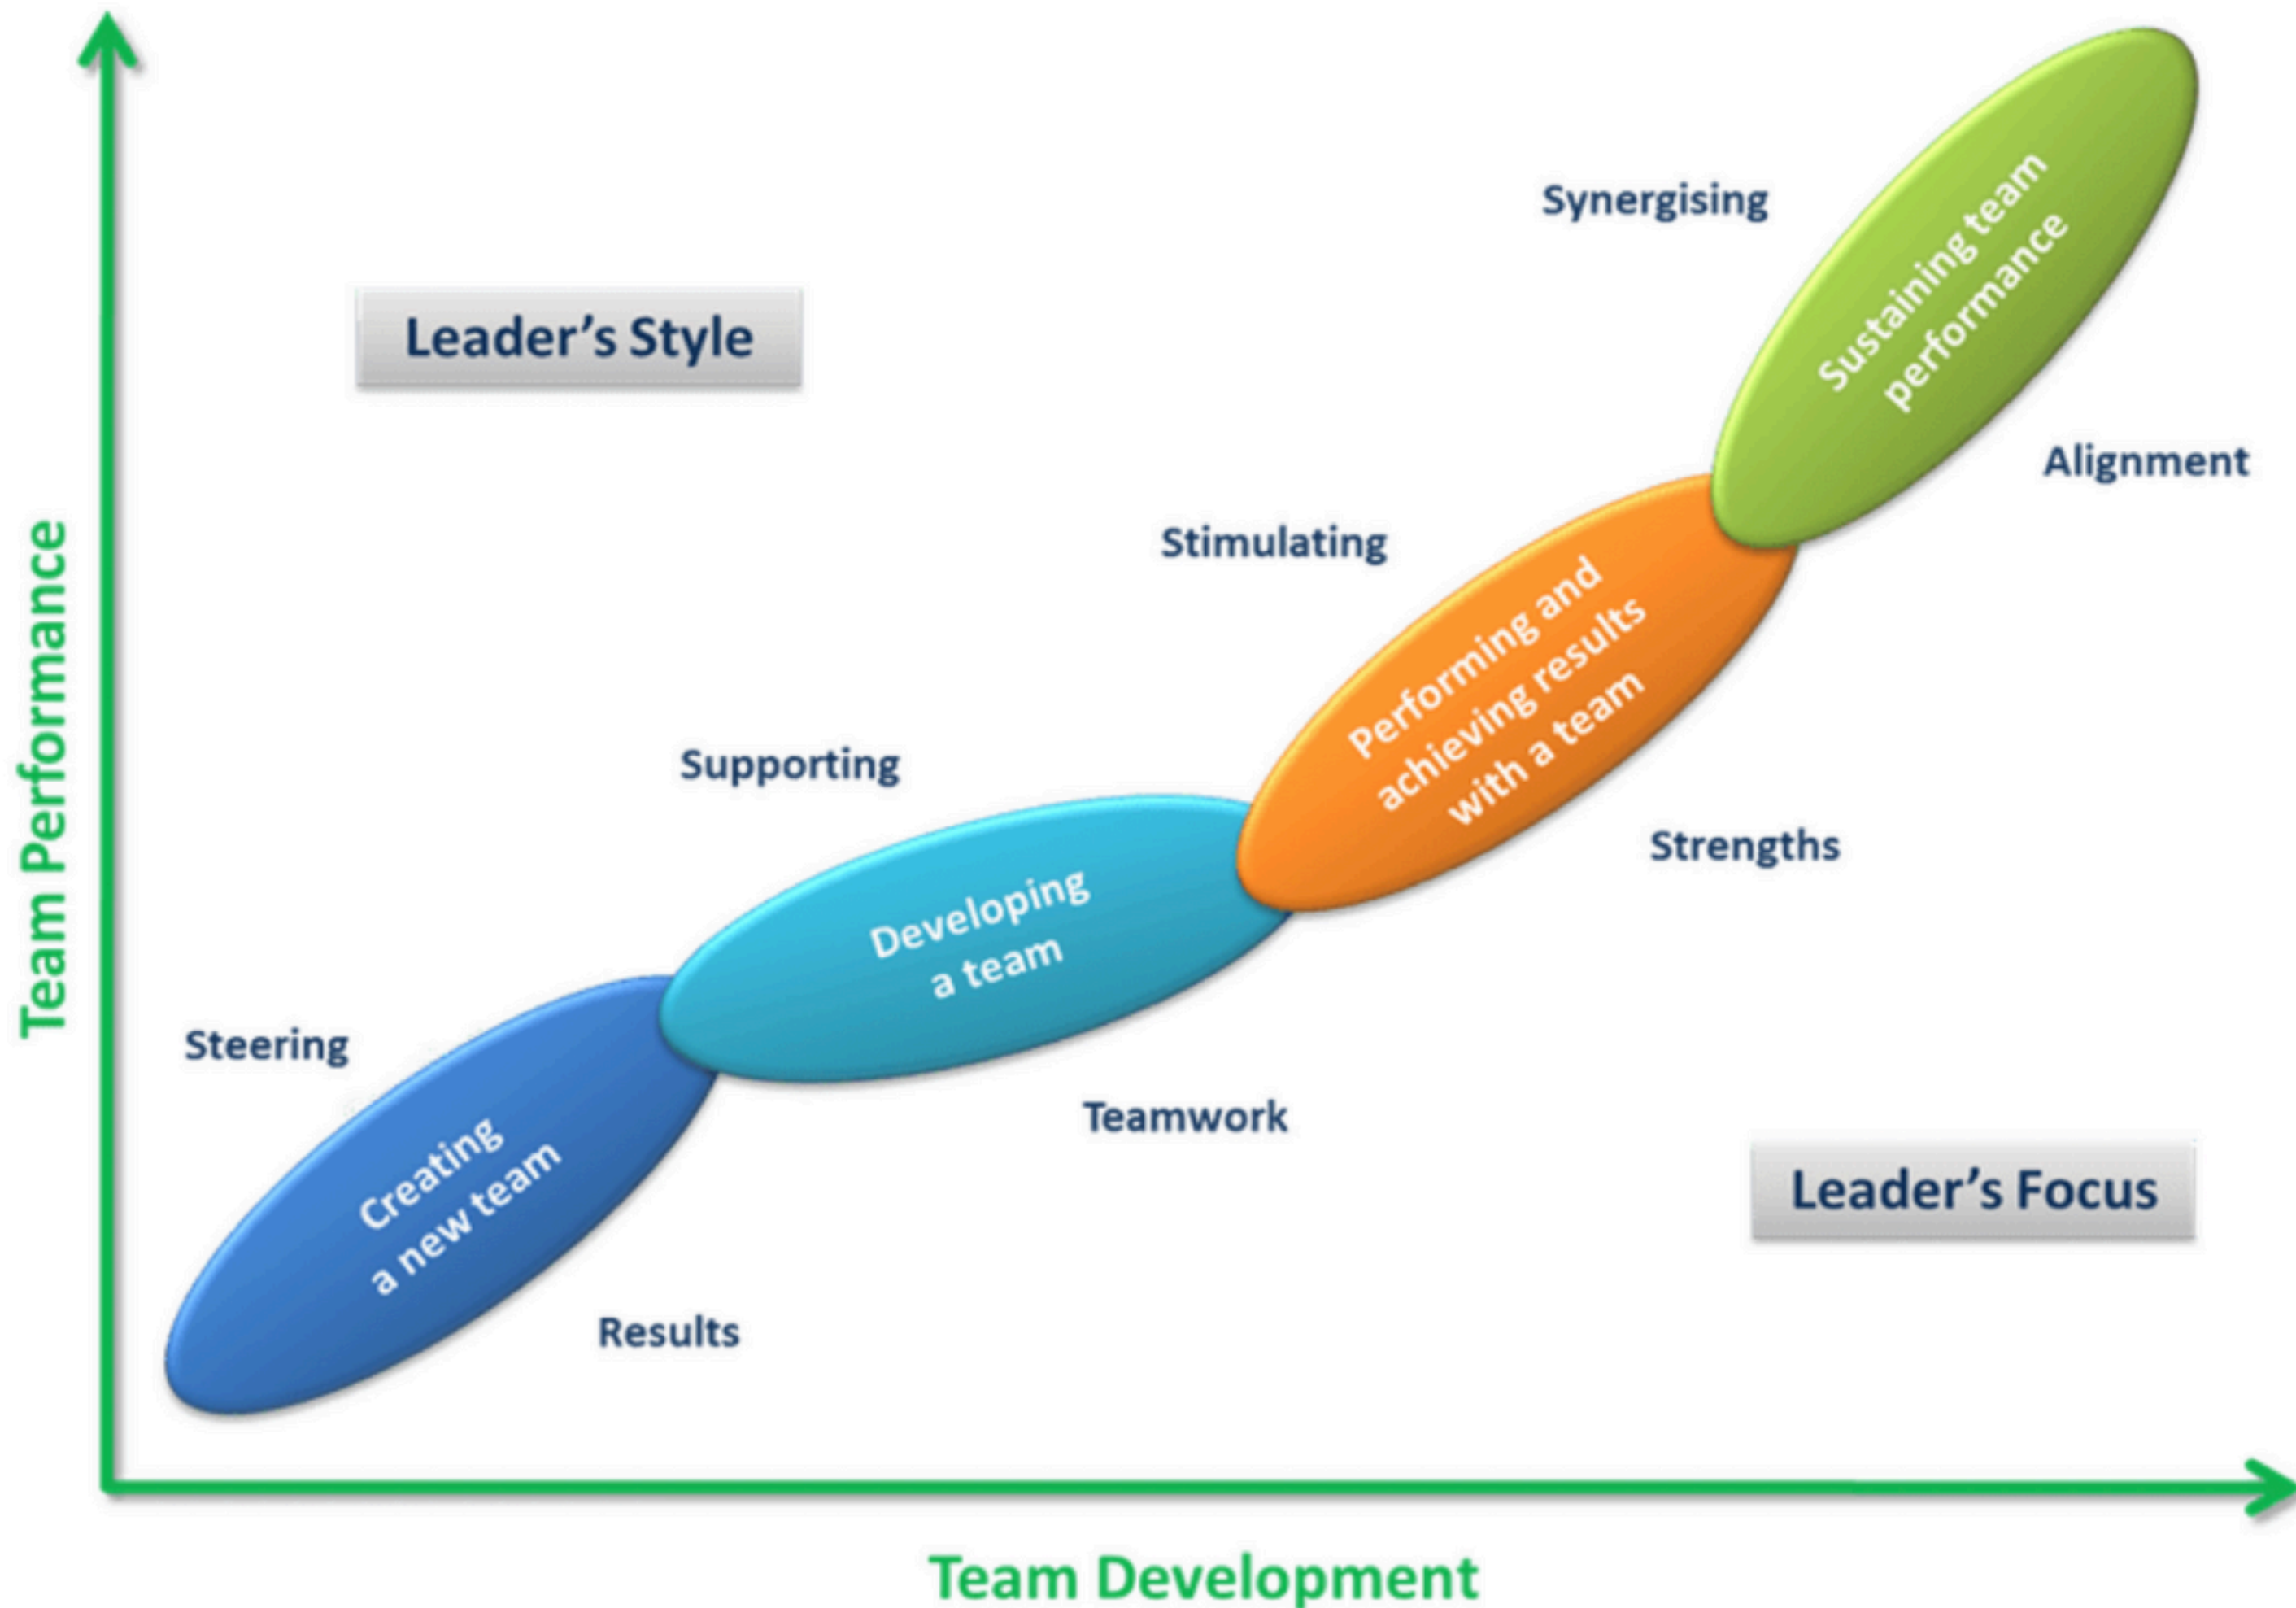 Synergising
Sustaining team
performance
Leader’s Style
Alignment
Stimulating
Performing and
achieving results
with a team
Strengths
Supporting
Developing
a team
Teamwork
Steering
Creating
a new team
Results
Leader’s Focus
Team Performance
Team Development